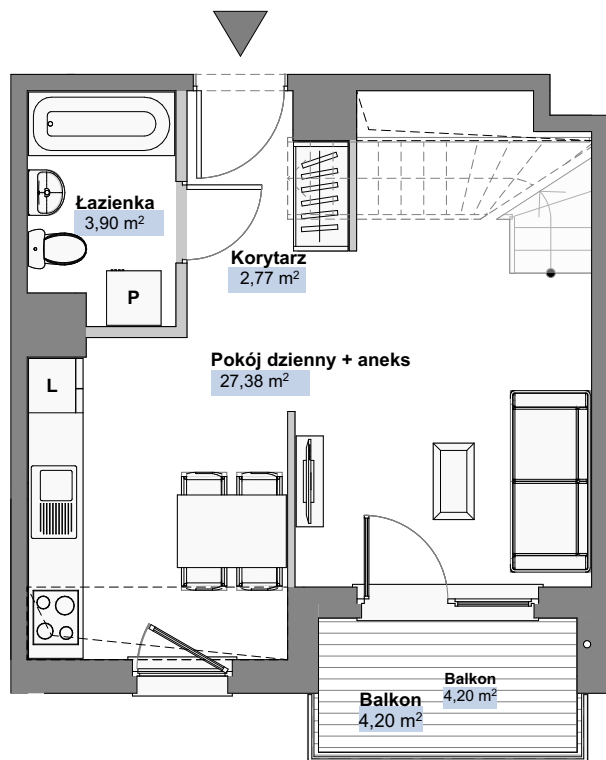 Łazienka
3,90 m²
Korytarz
2,77 m²
P
Pokój dzienny + aneks
27,38 m²
L
Balkon
4,20 m²
Balkon
4,20 m²